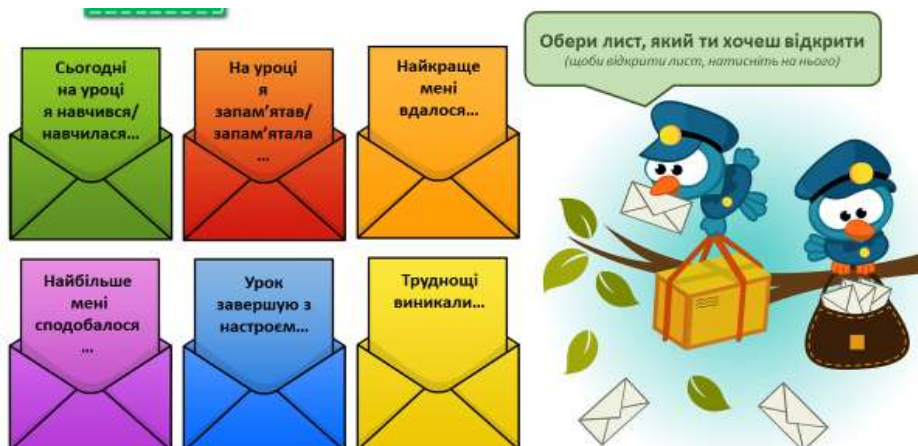 Сьогодні
на уроці
я навчився/
навчилася...
На уроці
я
запам’ятав/
запам’ятала
...
Найкраще
мені
вдалося...
Обери лист, який ти хочеш відкрити
(щоби відкрити лист, натисніть на нього)
Найбільше
мені
сподобалося
...
Урок
завершую з
настроєм...
Труднощі
виникали...